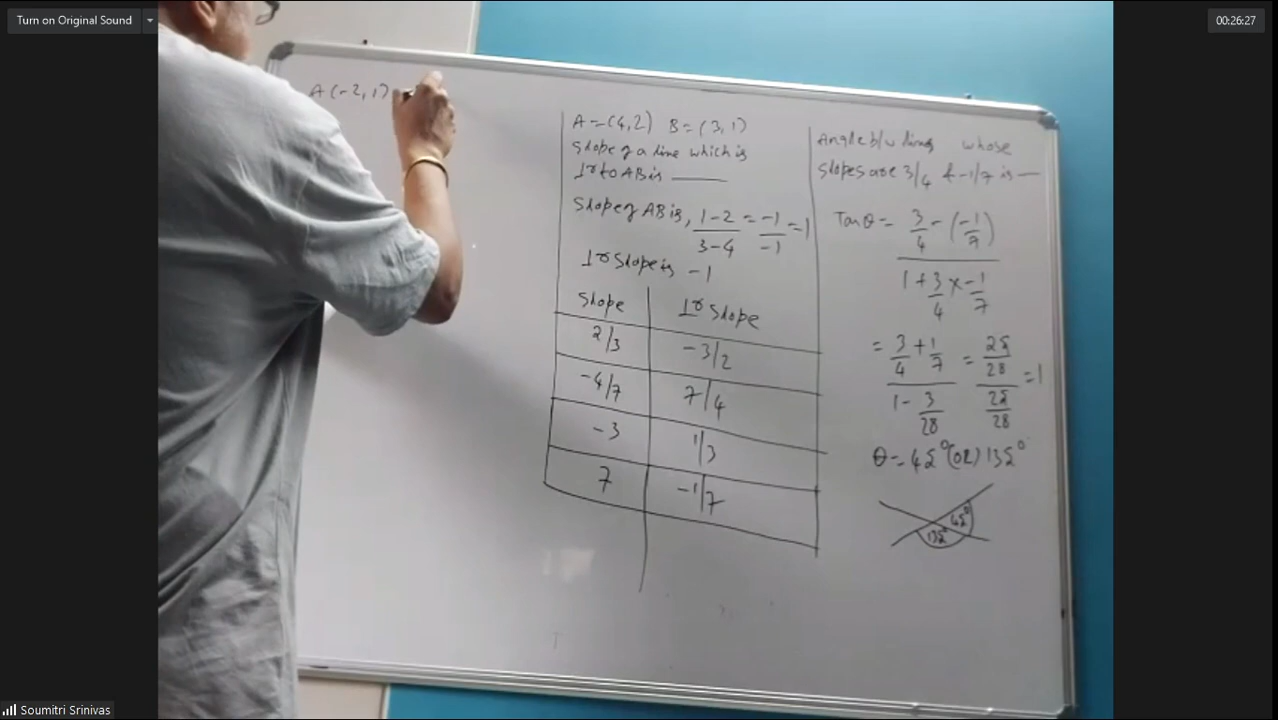 Turn on Original Sound
00:26:27
A(-2,1)
A=(4,2) B=(3,1)
Slope of a line which is
⊥r to AB is ____
Slope of AB is, 1-2/3-4 = -1/-1 = 1
⊥r Slope is -1
Slope ⊥r Slope
2/3 -3/2
-4/7 7/4
-3 1/3
7 -1/7
Angle b/w lines whose
slopes are 3/4 & -1/7 is —
Tanθ = 3/4 - (-1/7)
1 + 3/4 × -1/7
= 3/4 + 1/7 = 25/28 = 1
1 - 3/28 25/28
θ = 45° (OR) 135°
45°
135°
Soumitri Srinivas